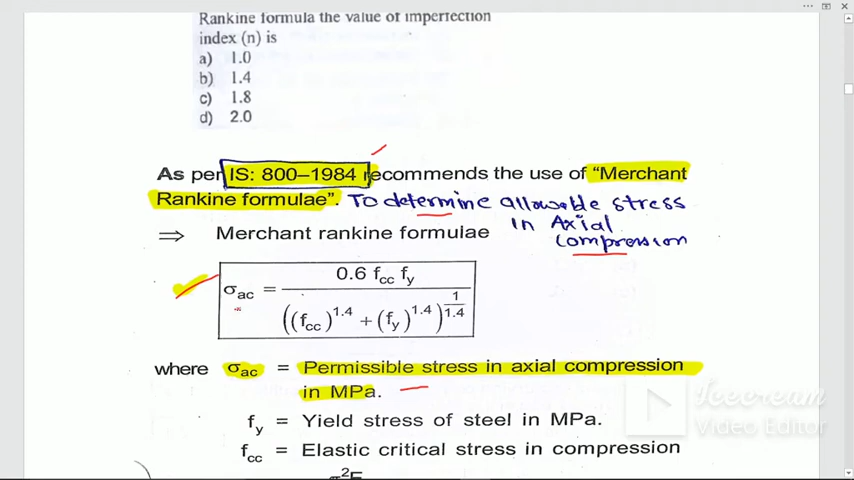 Rankine formula the value of imperfection
index (n) is
a) 1.0
b) 1.4
c) 1.8
d) 2.0
As per IS: 800–1984 recommends the use of “Merchant
Rankine formulae”. To determine allowable stress
in Axial
compression
⇒ Merchant rankine formulae
σac = 0.6 fcc fy / ((fcc)^1.4 + (fy)^1.4)^(1/1.4)
where σac = Permissible stress in axial compression
in MPa.
fy = Yield stress of steel in MPa.
fcc = Elastic critical stress in compression
π²E
Icecream
Video Editor